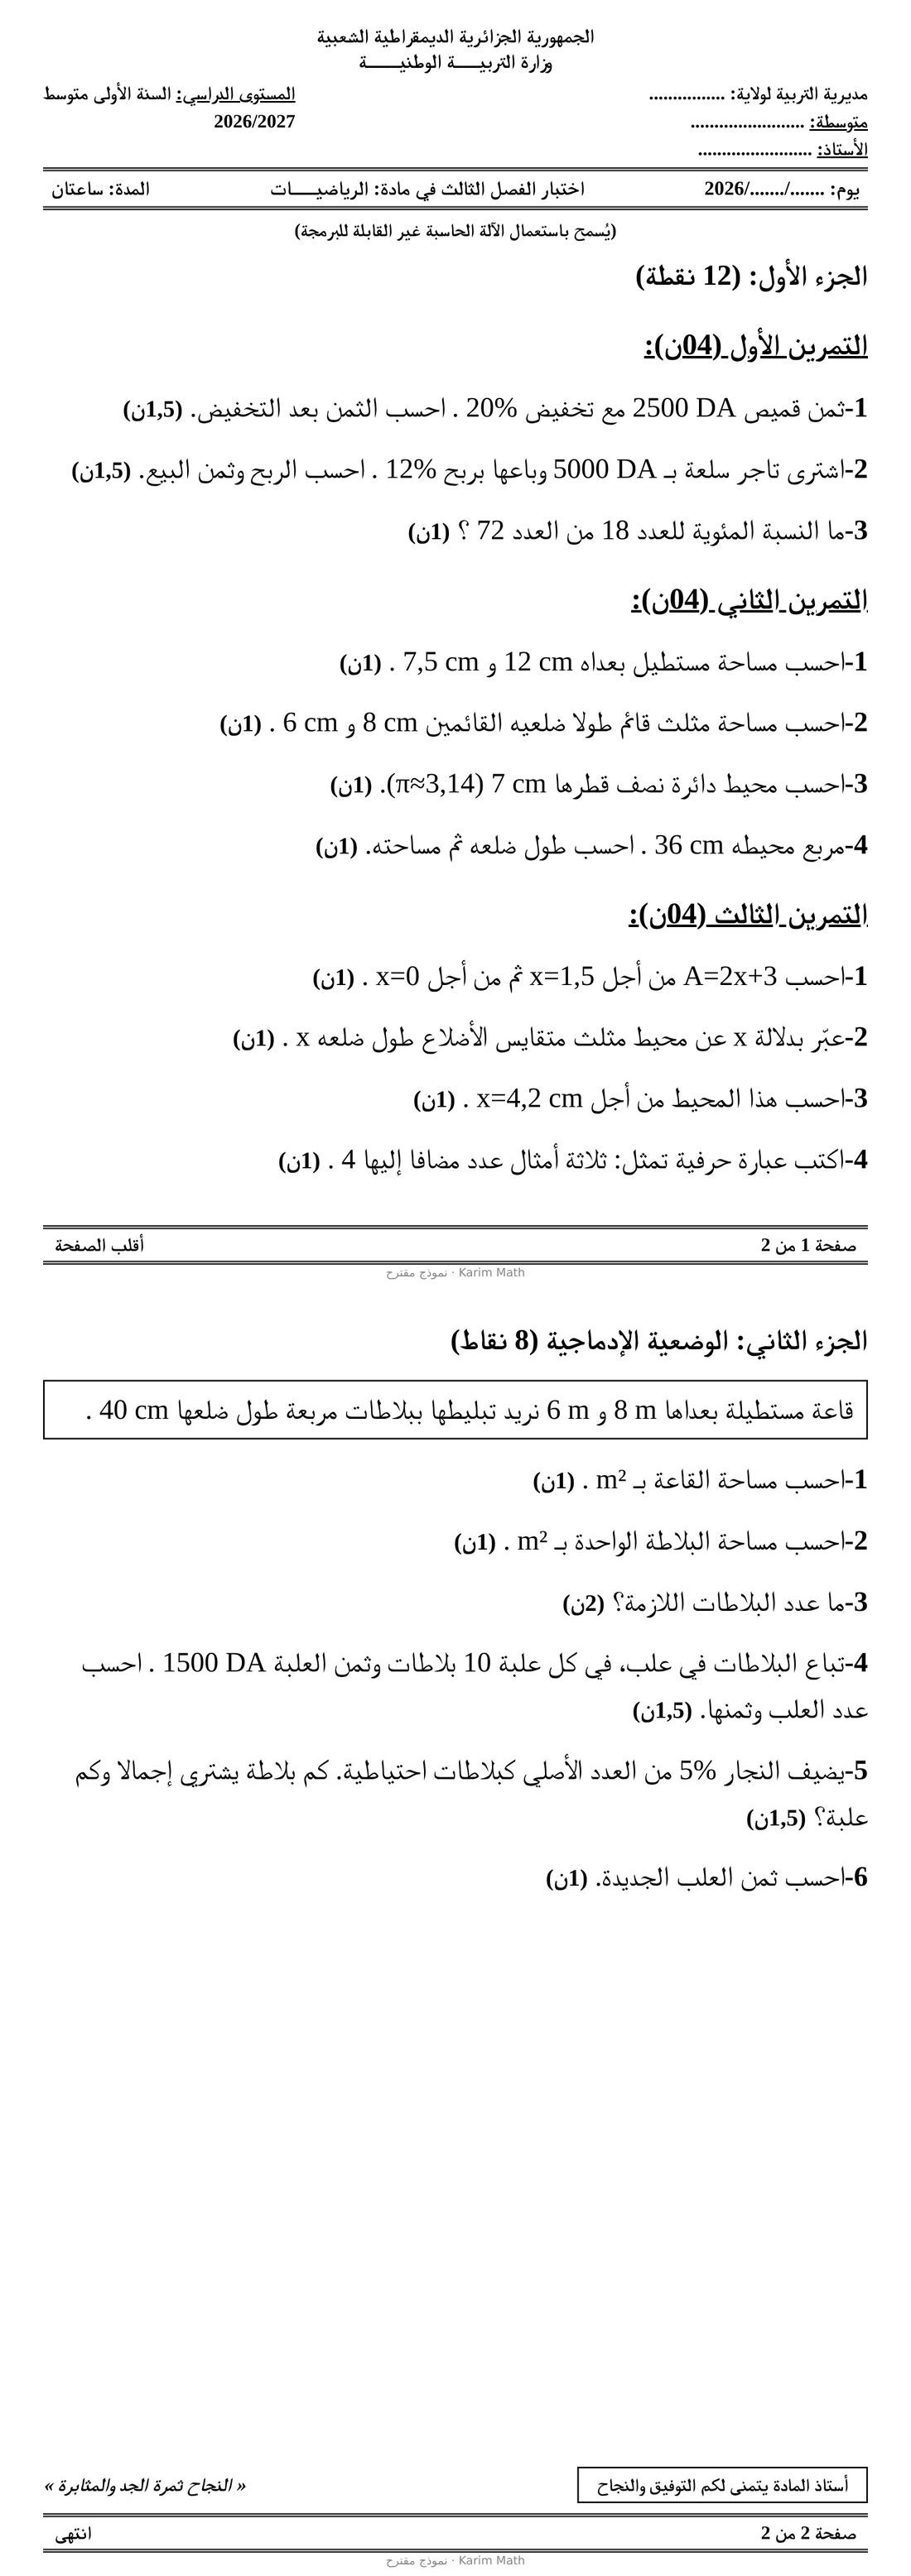 الجمهورية الجزائرية الديمقراطية الشعبية
وزارة التربيـــــة الوطنيـــــــة
مديرية التربية لولاية: ................
المستوى الدراسي: السنة الأولى متوسط
متوسطة: ........................
2026/2027
الأستاذ: ........................
يوم: ......./......./2026
اختبار الفصل الثالث في مادة: الرياضيـــــات
المدة: ساعتان
(يُسمح باستعمال الآلة الحاسبة غير القابلة للبرمجة)
الجزء الأول: (12 نقطة)
التمرين الأول (04ن):
1-ثمن قميص 2500 DA مع تخفيض 20% . احسب الثمن بعد التخفيض. (1,5ن)
2-اشترى تاجر سلعة بـ 5000 DA وباعها بربح 12% . احسب الربح وثمن البيع. (1,5ن)
3-ما النسبة المئوية للعدد 18 من العدد 72 ؟ (1ن)
التمرين الثاني (04ن):
1-احسب مساحة مستطيل بعداه 12 cm و 7,5 cm . (1ن)
2-احسب مساحة مثلث قائم طولا ضلعيه القائمين 8 cm و 6 cm . (1ن)
3-احسب محيط دائرة نصف قطرها 7 cm (π≈3,14). (1ن)
4-مربع محيطه 36 cm . احسب طول ضلعه ثم مساحته. (1ن)
التمرين الثالث (04ن):
1-احسب A=2x+3 من أجل x=1,5 ثم من أجل x=0 . (1ن)
2-عبّر بدلالة x عن محيط مثلث متقايس الأضلاع طول ضلعه x . (1ن)
3-احسب هذا المحيط من أجل x=4,2 cm . (1ن)
4-اكتب عبارة حرفية تمثل: ثلاثة أمثال عدد مضافا إليها 4 . (1ن)
صفحة 1 من 2
أقلب الصفحة
نموذج مقترح · Karim Math
الجزء الثاني: الوضعية الإدماجية (8 نقاط)
قاعة مستطيلة بعداها 8 m و 6 m نريد تبليطها ببلاطات مربعة طول ضلعها 40 cm .
1-احسب مساحة القاعة بـ m² . (1ن)
2-احسب مساحة البلاطة الواحدة بـ m² . (1ن)
3-ما عدد البلاطات اللازمة؟ (2ن)
4-تباع البلاطات في علب، في كل علبة 10 بلاطات وثمن العلبة 1500 DA . احسب
عدد العلب وثمنها. (1,5ن)
5-يضيف النجار 5% من العدد الأصلي كبلاطات احتياطية. كم بلاطة يشتري إجمالا وكم
علبة؟ (1,5ن)
6-احسب ثمن العلب الجديدة. (1ن)
أستاذ المادة يتمنى لكم التوفيق والنجاح
« النجاح ثمرة الجد والمثابرة »
صفحة 2 من 2
انتهى
نموذج مقترح · Karim Math